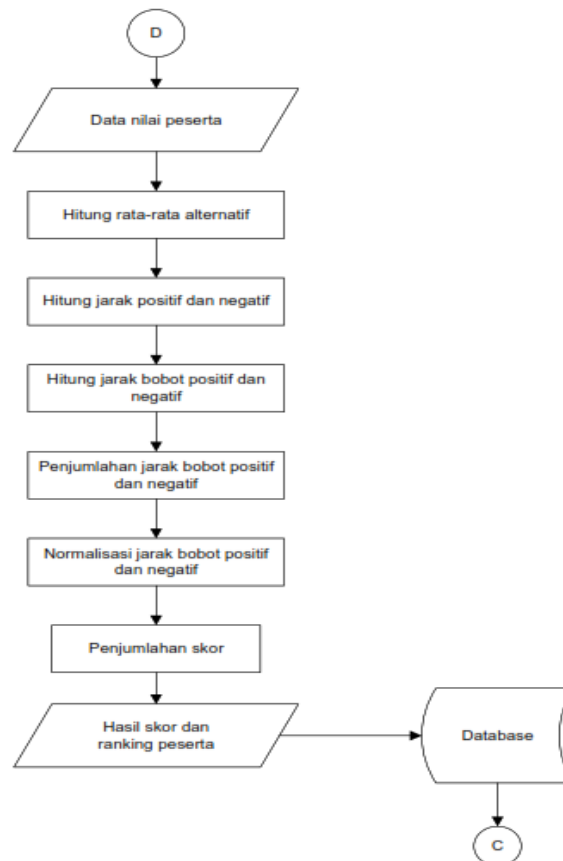 D
Data nilai peserta
Hitung rata-rata alternatif
Hitung jarak positif dan negatif
Hitung jarak bobot positif dan
negatif
Penjumlahan jarak bobot positif
dan negatif
Normalisasi jarak bobot positif
dan negatif
Penjumlahan skor
Hasil skor dan
ranking peserta
Database
C